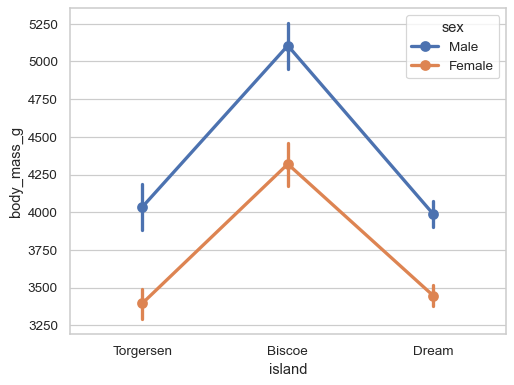 sex
Male
Female
5250
5000
4750
4500
4250
4000
3750
3500
3250
body_mass_g
Torgersen Biscoe Dream
island